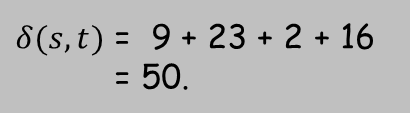 δ(s,t) = 9 + 23 + 2 + 16
= 50.